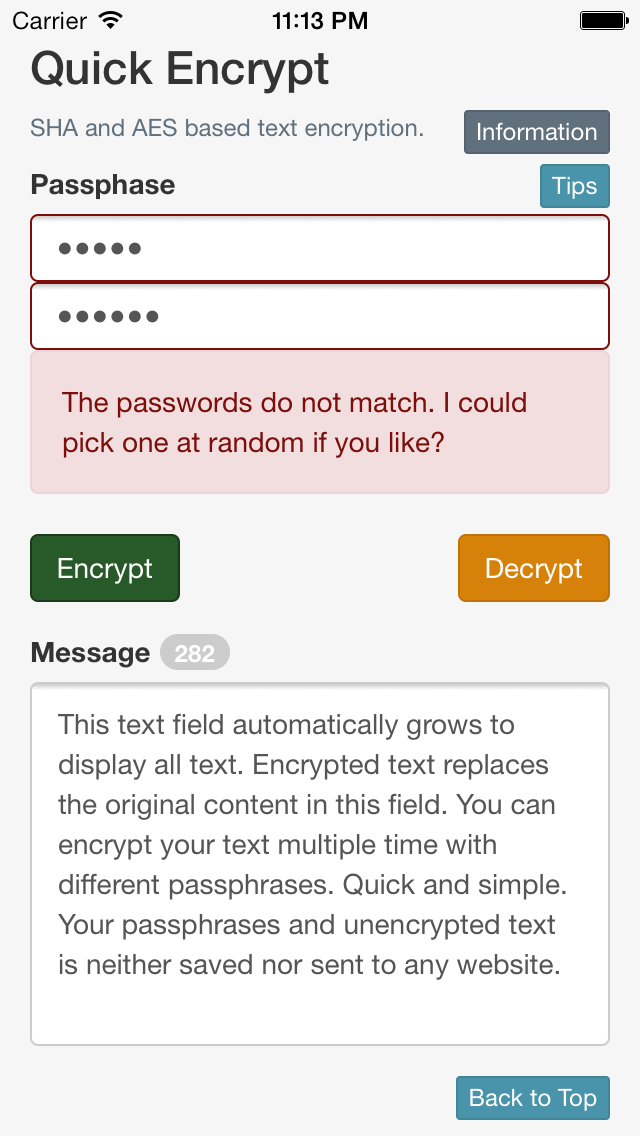 Carrier 11:13 PM
Quick Encrypt
SHA and AES based text encryption. Information
Passphase Tips
•••••
••••••
The passwords do not match. I could
pick one at random if you like?
Encrypt Decrypt
Message 282
This text field automatically grows to
display all text. Encrypted text replaces
the original content in this field. You can
encrypt your text multiple time with
different passphrases. Quick and simple.
Your passphrases and unencrypted text
is neither saved nor sent to any website.
Back to Top